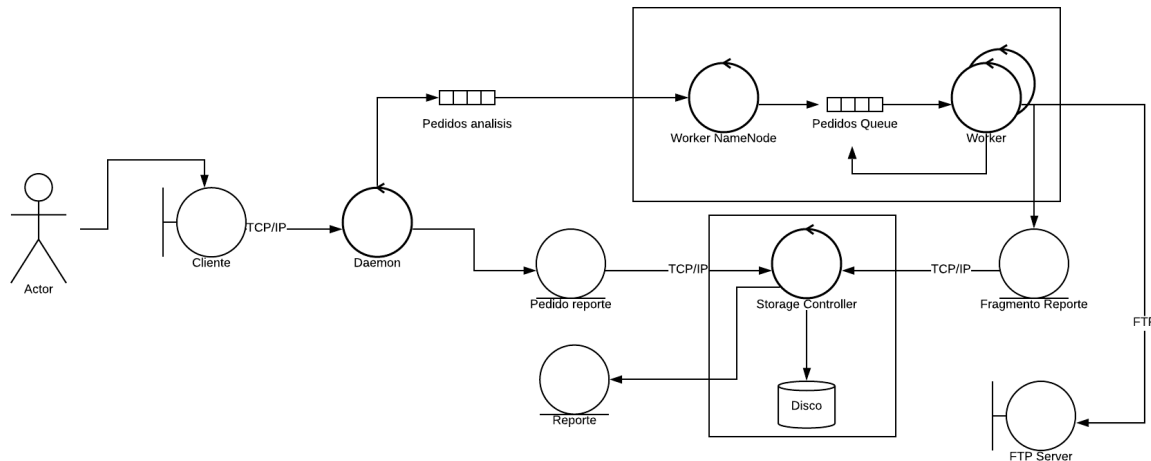 Pedidos analisis
Worker NameNode
Pedidos Queue
Worker
TCP/IP
Cliente
Daemon
Actor
TCP/IP
TCP/IP
Pedido reporte
Storage Controller
Fragmento Reporte
FTP
Disco
Reporte
FTP Server